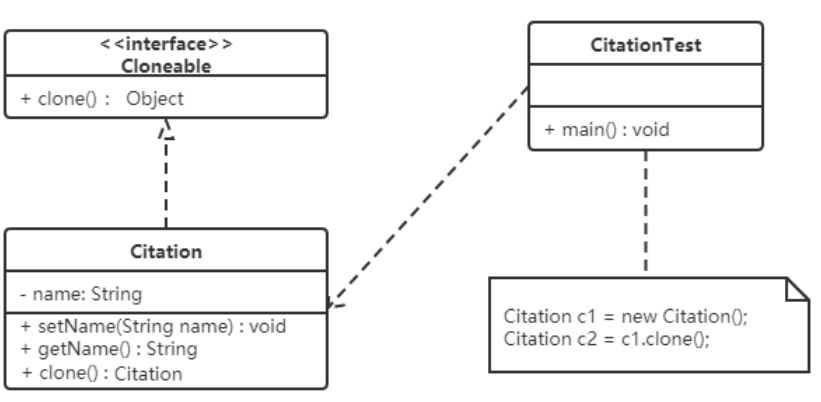 <<interface>>
Cloneable
+ clone() : Object
CitationTest
+ main() : void
Citation
- name: String
+ setName(String name) : void
+ getName() : String
+ clone() : Citation
Citation c1 = new Citation();
Citation c2 = c1.clone();